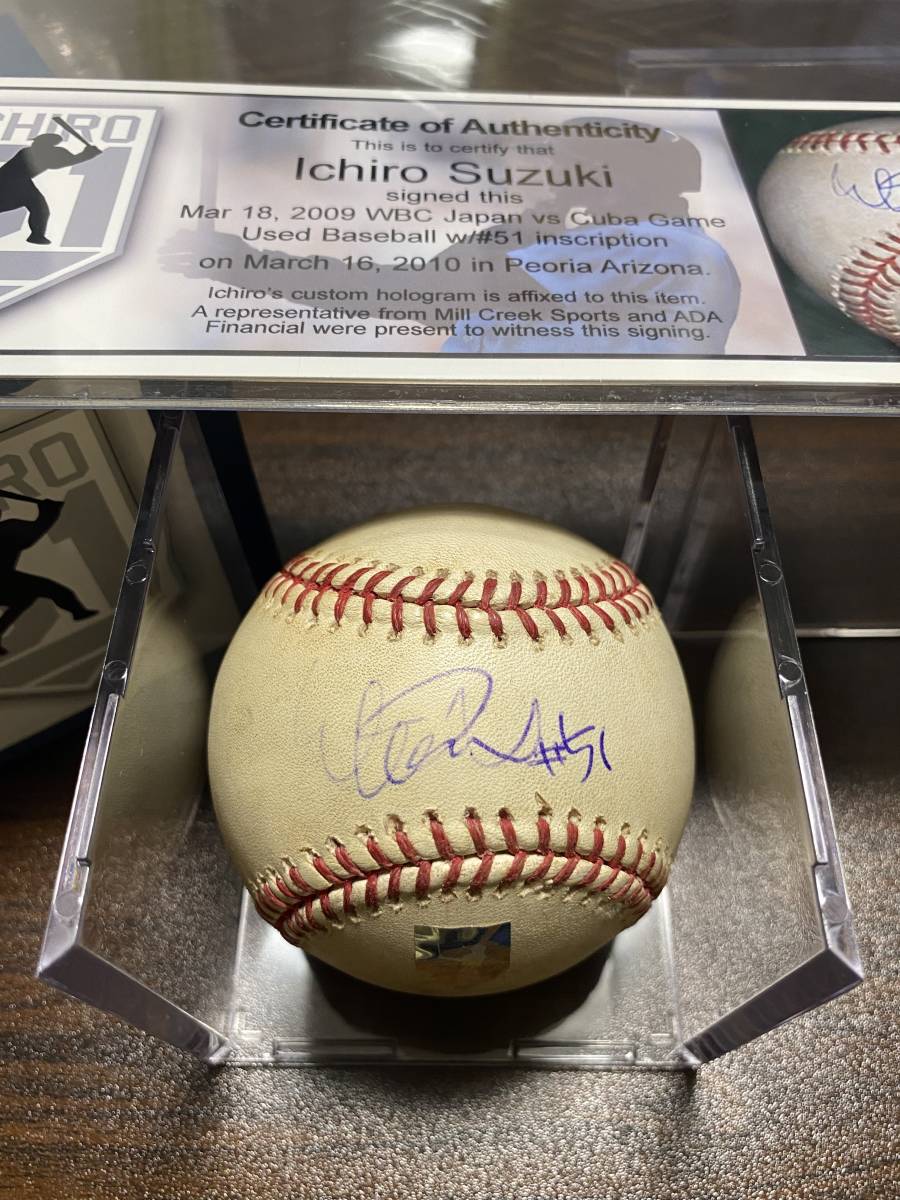 CHIRO
Certificate of Authenticity
This is to certify that
Ichiro Suzuki
signed this
Mar 18, 2009 WBC Japan vs Cuba Game
Used Baseball w/#51 inscription
on March 16, 2010 in Peoria Arizona.
Ichiro's custom hologram is affixed to this item.
A representative from Mill Creek Sports and ADA
Financial were present to witness this signing.
RO
#51